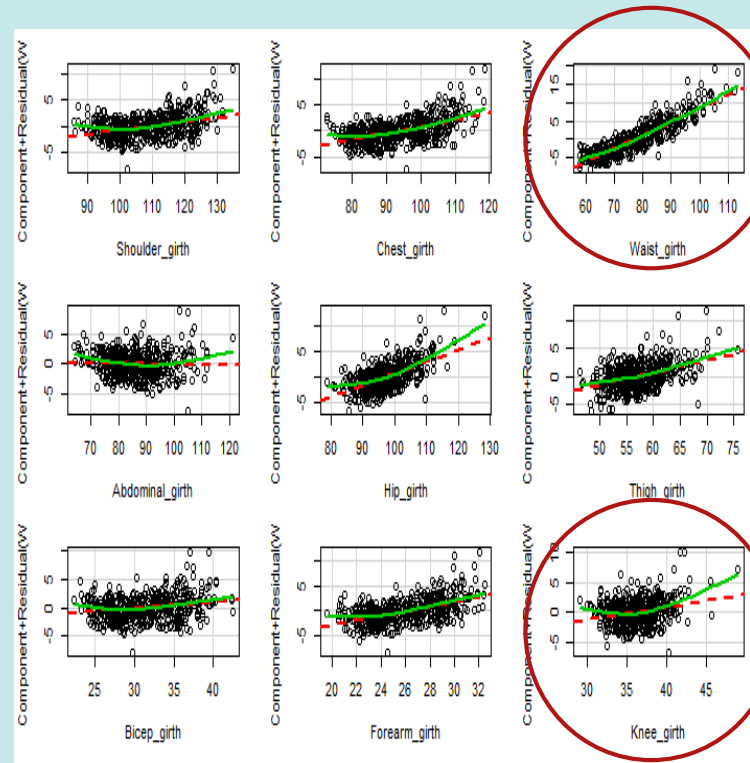 Component+Residual(W
5
-5
90 100 110 120 130
Shoulder_girth
Component+Residual(W
5
-5
80 90 100 110 120
Chest_girth
Component+Residual(W
15
5
-5
60 70 80 90 100 110
Waist_girth
Component+Residual(W
5
0
-5
70 80 90 100 110 120
Abdominal_girth
Component+Residual(W
5
-5
80 90 100 110 120 130
Hip_girth
Component+Residual(W
5
0
-5
50 55 60 65 70 75
Thigh_girth
Component+Residual(W
5
0
-5
25 30 35 40
Bicep_girth
Component+Residual(W
5
-5
20 22 24 26 28 30 32
Forearm_girth
Component+Residual(W
10
5
0
-5
30 35 40 45
Knee_girth